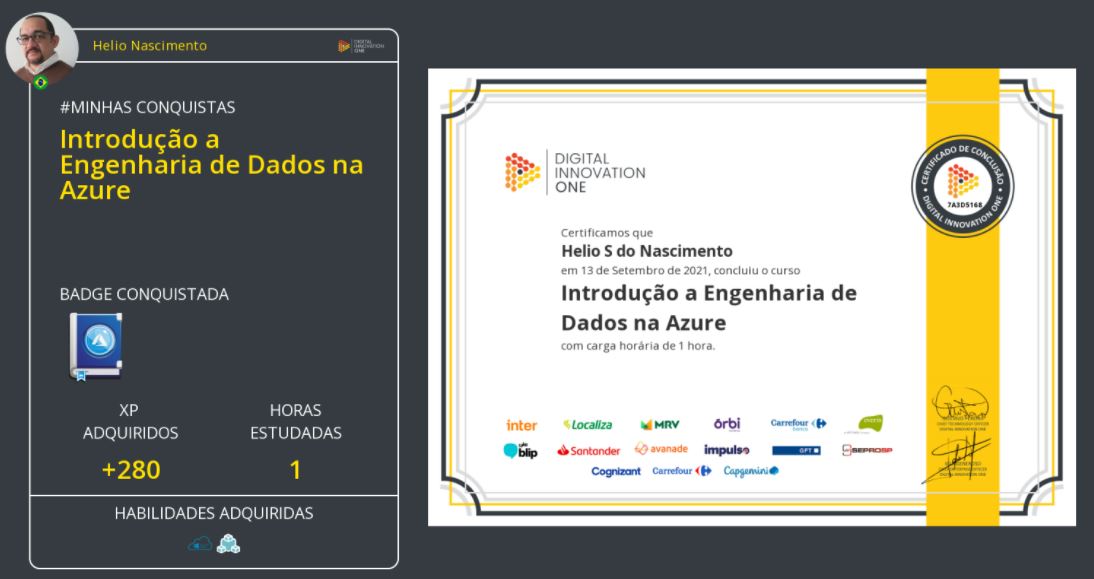 Helio Nascimento
DIGITAL
INNOVATION
ONE
#MINHAS CONQUISTAS
Introdução a
Engenharia de Dados na
Azure
BADGE CONQUISTADA
XP
ADQUIRIDOS
HORAS
ESTUDADAS
+280
1
HABILIDADES ADQUIRIDAS
DIGITAL
INNOVATION
ONE
CERTIFICADO DE CONCLUSÃO
7A3D5168
DIGITAL INNOVATION ONE
Certificamos que
Helio S do Nascimento
em 13 de Setembro de 2021, concluiu o curso
Introdução a Engenharia de
Dados na Azure
com carga horária de 1 hora.
inter
Localiza
MRV
órbi
Carrefour
banco
take
blip
Santander
avanade
impulso
GFT
SEPROSP
Cognizant
Carrefour
Capgemini
CHIEF TECHNOLOGY OFFICER
DIGITAL INNOVATION ONE
DIGITAL INNOVATION ONE